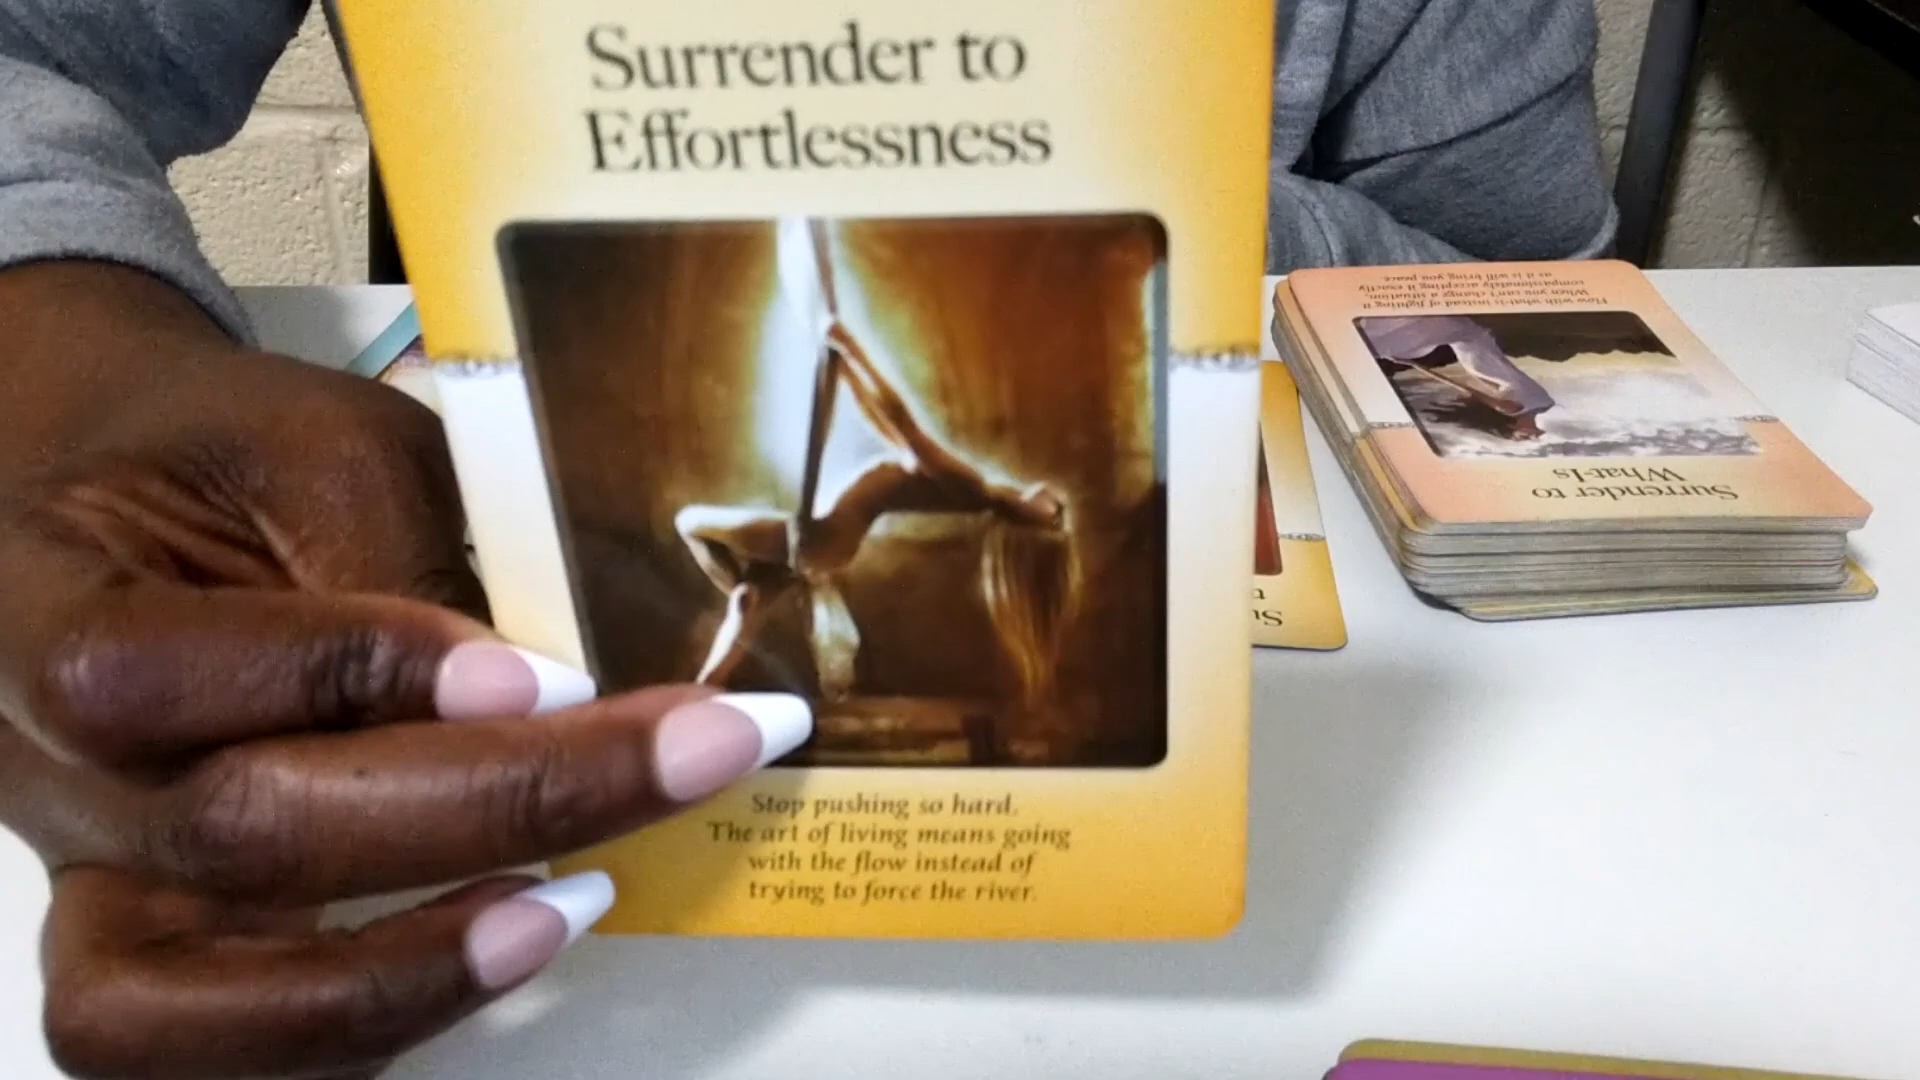 Surrender to
Effortlessness
Stop pushing so hard.
The art of living means going
with the flow instead of
trying to force the river.
Surrender to
What-Is
Flow with what-is instead of fighting it
When you can't change a situation,
compassionately accepting it exactly
as it is will bring you peace.
Su